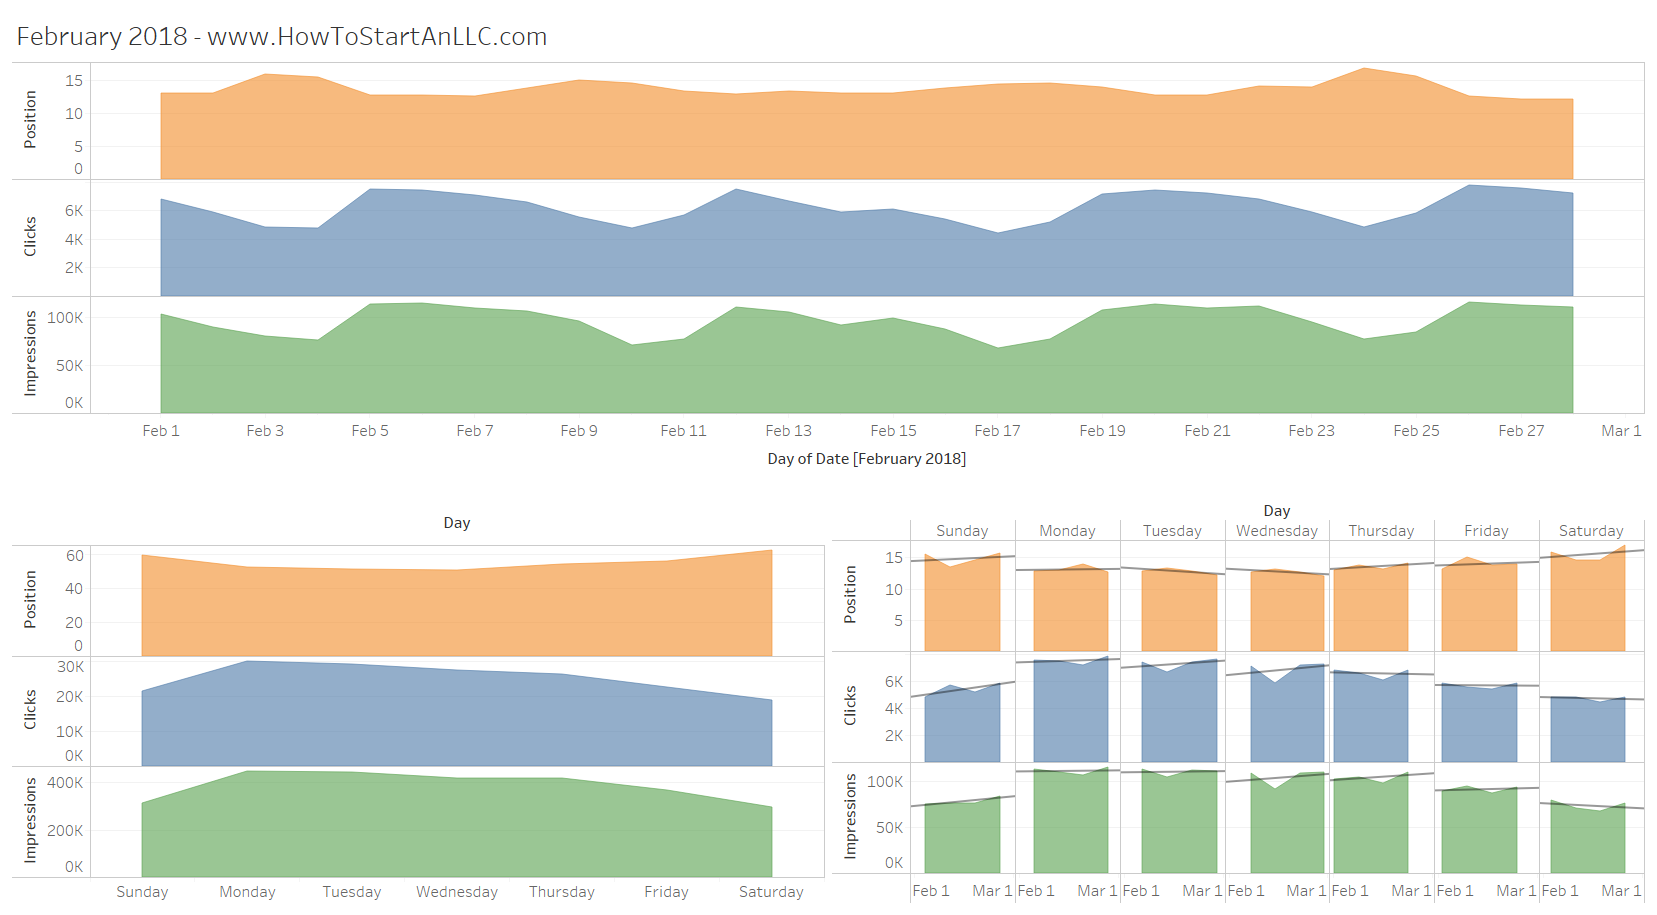 February 2018 - www.HowToStartAnLLC.com
Position
15
10
5
0
Clicks
6K
4K
2K
Impressions
100K
50K
0K
Feb 1 Feb 3 Feb 5 Feb 7 Feb 9 Feb 11 Feb 13 Feb 15 Feb 17 Feb 19 Feb 21 Feb 23 Feb 25 Feb 27 Mar 1
Day of Date [February 2018]
Day
Position
60
40
20
0
Clicks
30K
20K
10K
0K
Impressions
400K
200K
0K
Sunday Monday Tuesday Wednesday Thursday Friday Saturday
Day
Sunday Monday Tuesday Wednesday Thursday Friday Saturday
Position
15
10
5
Clicks
6K
4K
2K
Impressions
100K
50K
0K
Feb 1 Mar 1 Feb 1 Mar 1 Feb 1 Mar 1 Feb 1 Mar 1 Feb 1 Mar 1 Feb 1 Mar 1 Feb 1 Mar 1